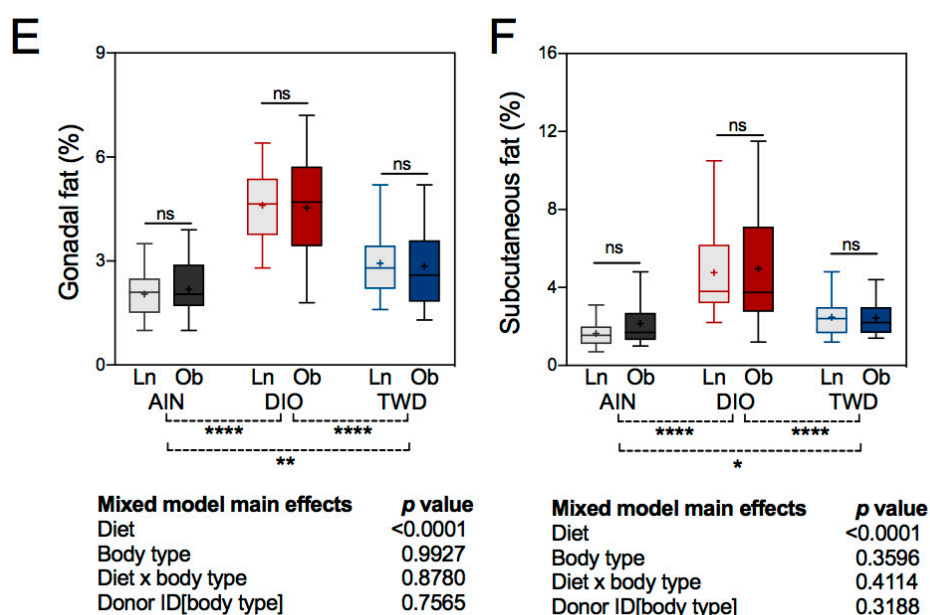 E
9
6
3
0
Gonadal fat (%)
ns
ns
ns
Ln Ob Ln Ob Ln Ob
AIN DIO TWD
**** ****
**
Mixed model main effects p value
Diet <0.0001
Body type 0.9927
Diet x body type 0.8780
Donor ID[body type] 0.7565
F
16
12
8
4
0
Subcutaneous fat (%)
ns
ns
ns
Ln Ob Ln Ob Ln Ob
AIN DIO TWD
**** ****
*
Mixed model main effects p value
Diet <0.0001
Body type 0.3596
Diet x body type 0.4114
Donor ID[body type] 0.3188